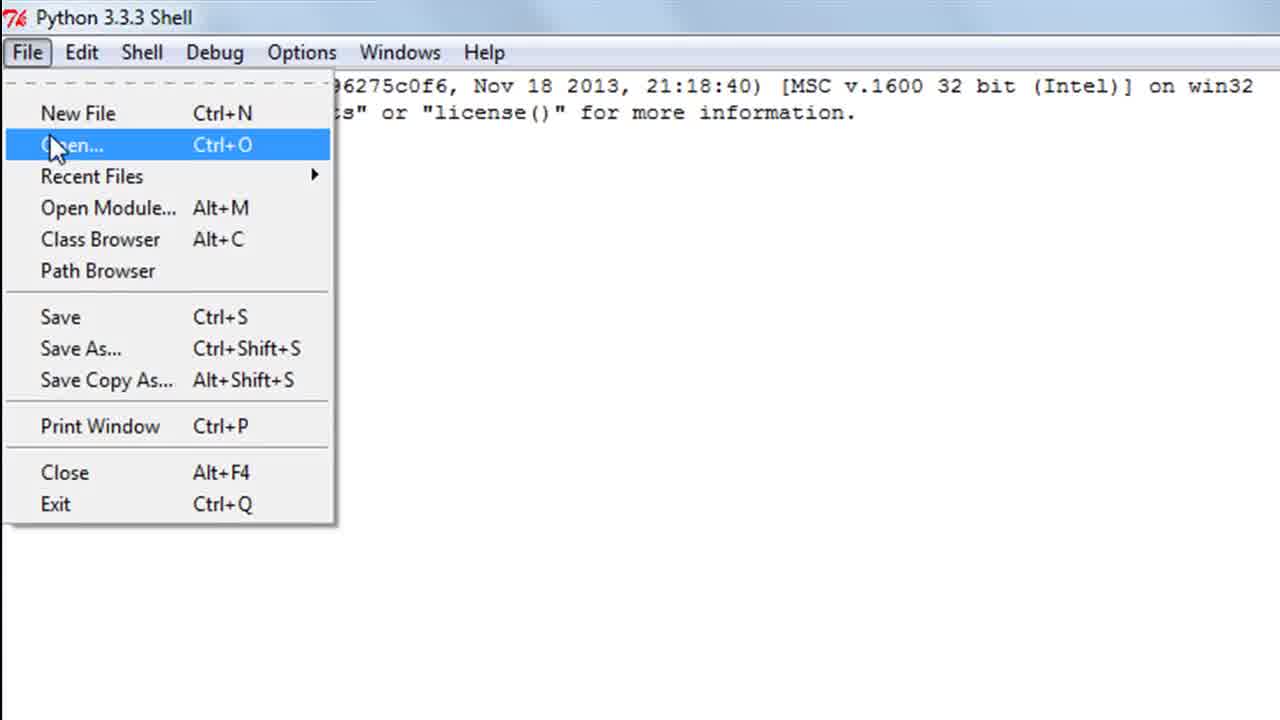 Python 3.3.3 Shell
File Edit Shell Debug Options Windows Help
96275c0f6, Nov 18 2013, 21:18:40) [MSC v.1600 32 bit (Intel)] on win32
" or "license()" for more information.
New File Ctrl+N
Open... Ctrl+O
Recent Files
Open Module... Alt+M
Class Browser Alt+C
Path Browser
Save Ctrl+S
Save As... Ctrl+Shift+S
Save Copy As... Alt+Shift+S
Print Window Ctrl+P
Close Alt+F4
Exit Ctrl+Q